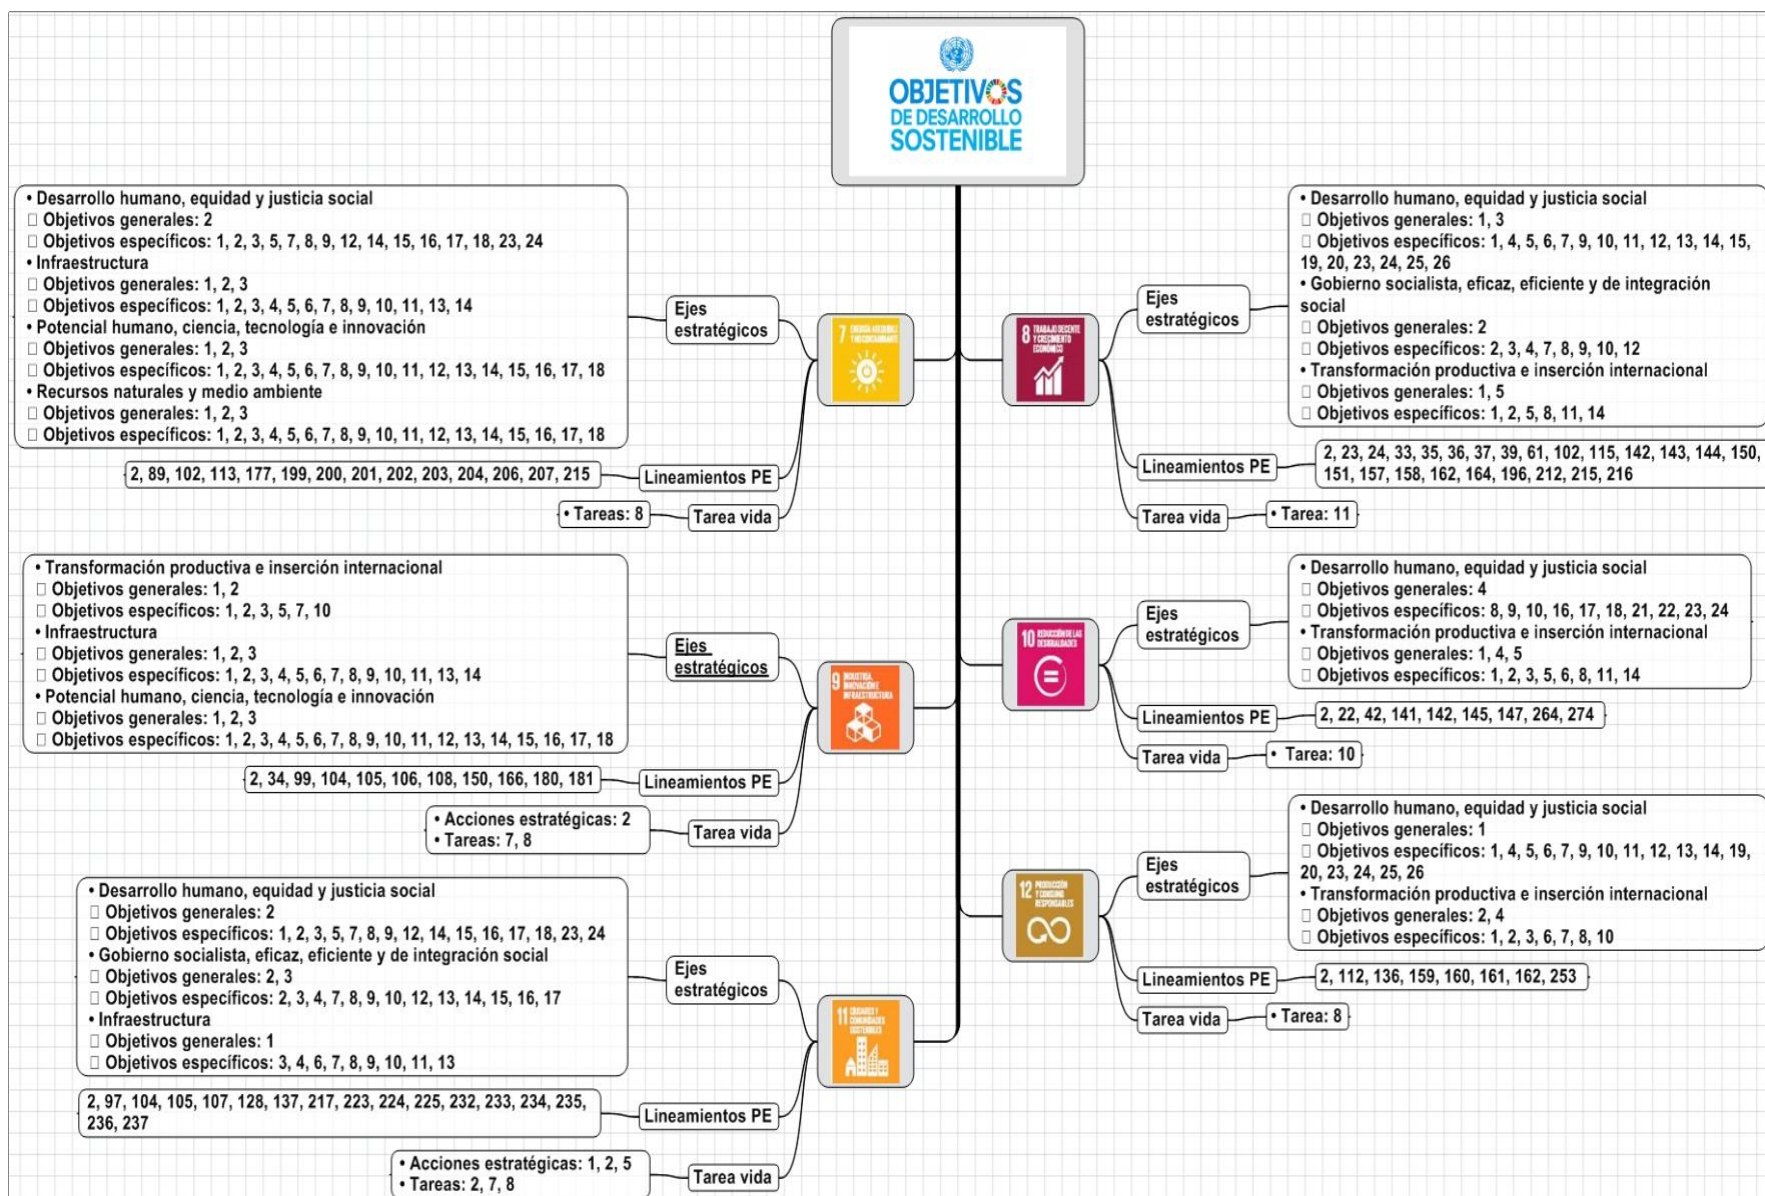 OBJETIVOS
DE DESARROLLO
SOSTENIBLE
• Desarrollo humano, equidad y justicia social
Objetivos generales: 2
Objetivos específicos: 1, 2, 3, 5, 7, 8, 9, 12, 14, 15, 16, 17, 18, 23, 24
• Infraestructura
Objetivos generales: 1, 2, 3
Objetivos específicos: 1, 2, 3, 4, 5, 6, 7, 8, 9, 10, 11, 13, 14
• Potencial humano, ciencia, tecnología e innovación
Objetivos generales: 1, 2, 3
Objetivos específicos: 1, 2, 3, 4, 5, 6, 7, 8, 9, 10, 11, 12, 13, 14, 15, 16, 17, 18
• Recursos naturales y medio ambiente
Objetivos generales: 1, 2, 3
Objetivos específicos: 1, 2, 3, 4, 5, 6, 7, 8, 9, 10, 11, 12, 13, 14, 15, 16, 17, 18
Ejes
estratégicos
7 ENERGÍA ASEQUIBLE
Y NO CONTAMINANTE
2, 89, 102, 113, 177, 199, 200, 201, 202, 203, 204, 206, 207, 215
Lineamientos PE
• Tareas: 8
Tarea vida
8 TRABAJO DECENTE
Y CRECIMIENTO
ECONÓMICO
Ejes
estratégicos
• Desarrollo humano, equidad y justicia social
Objetivos generales: 1, 3
Objetivos específicos: 1, 4, 5, 6, 7, 9, 10, 11, 12, 13, 14, 15,
19, 20, 23, 24, 25, 26
• Gobierno socialista, eficaz, eficiente y de integración
social
Objetivos generales: 2
Objetivos específicos: 2, 3, 4, 7, 8, 9, 10, 12
• Transformación productiva e inserción internacional
Objetivos generales: 1, 5
Objetivos específicos: 1, 2, 5, 8, 11, 14
Lineamientos PE
2, 23, 24, 33, 35, 36, 37, 39, 61, 102, 115, 142, 143, 144, 150,
151, 157, 158, 162, 164, 196, 212, 215, 216
Tarea vida
• Tarea: 11
• Transformación productiva e inserción internacional
Objetivos generales: 1, 2
Objetivos específicos: 1, 2, 3, 5, 7, 10
• Infraestructura
Objetivos generales: 1, 2, 3
Objetivos específicos: 1, 2, 3, 4, 5, 6, 7, 8, 9, 10, 11, 13, 14
• Potencial humano, ciencia, tecnología e innovación
Objetivos generales: 1, 2, 3
Objetivos específicos: 1, 2, 3, 4, 5, 6, 7, 8, 9, 10, 11, 12, 13, 14, 15, 16, 17, 18
Ejes
estratégicos
9 INDUSTRIA,
INNOVACIÓN E
INFRAESTRUCTURA
2, 34, 99, 104, 105, 106, 108, 150, 166, 180, 181
Lineamientos PE
• Acciones estratégicas: 2
• Tareas: 7, 8
Tarea vida
10 REDUCCIÓN DE LAS
DESIGUALDADES
Ejes
estratégicos
• Desarrollo humano, equidad y justicia social
Objetivos generales: 4
Objetivos específicos: 8, 9, 10, 16, 17, 18, 21, 22, 23, 24
• Transformación productiva e inserción internacional
Objetivos generales: 1, 4, 5
Objetivos específicos: 1, 2, 3, 5, 6, 8, 11, 14
Lineamientos PE
2, 22, 42, 141, 142, 145, 147, 264, 274
Tarea vida
• Tarea: 10
• Desarrollo humano, equidad y justicia social
Objetivos generales: 2
Objetivos específicos: 1, 2, 3, 5, 7, 8, 9, 12, 14, 15, 16, 17, 18, 23, 24
• Gobierno socialista, eficaz, eficiente y de integración social
Objetivos generales: 2, 3
Objetivos específicos: 2, 3, 4, 7, 8, 9, 10, 12, 13, 14, 15, 16, 17
• Infraestructura
Objetivos generales: 1
Objetivos específicos: 3, 4, 6, 7, 8, 9, 10, 11, 13
Ejes
estratégicos
11 CIUDADES Y
COMUNIDADES
SOSTENIBLES
2, 97, 104, 105, 107, 128, 137, 217, 223, 224, 225, 232, 233, 234, 235,
236, 237
Lineamientos PE
• Acciones estratégicas: 1, 2, 5
• Tareas: 2, 7, 8
Tarea vida
12 PRODUCCIÓN
Y CONSUMO
RESPONSABLES
Ejes
estratégicos
• Desarrollo humano, equidad y justicia social
Objetivos generales: 1
Objetivos específicos: 1, 4, 5, 6, 7, 9, 10, 11, 12, 13, 14, 19,
20, 23, 24, 25, 26
• Transformación productiva e inserción internacional
Objetivos generales: 2, 4
Objetivos específicos: 1, 2, 3, 6, 7, 8, 10
Lineamientos PE
2, 112, 136, 159, 160, 161, 162, 253
Tarea vida
• Tarea: 8